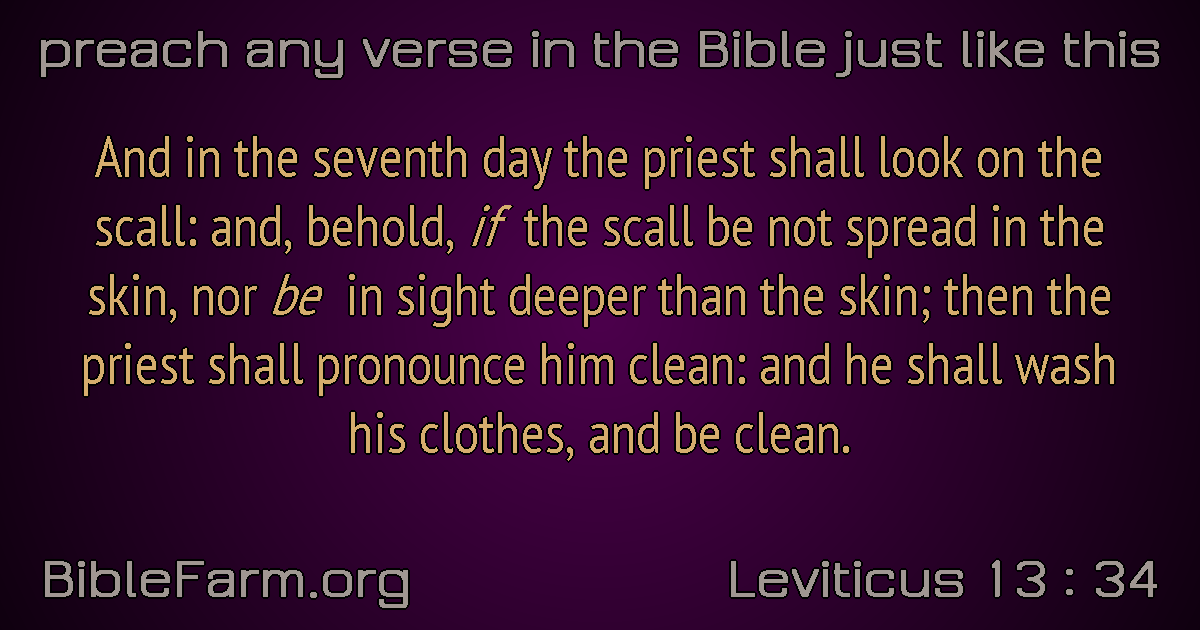 preach any verse in the Bible just like this
And in the seventh day the priest shall look on the
scall: and, behold, if the scall be not spread in the
skin, nor be in sight deeper than the skin; then the
priest shall pronounce him clean: and he shall wash
his clothes, and be clean.
BibleFarm.org
Leviticus 13 : 34